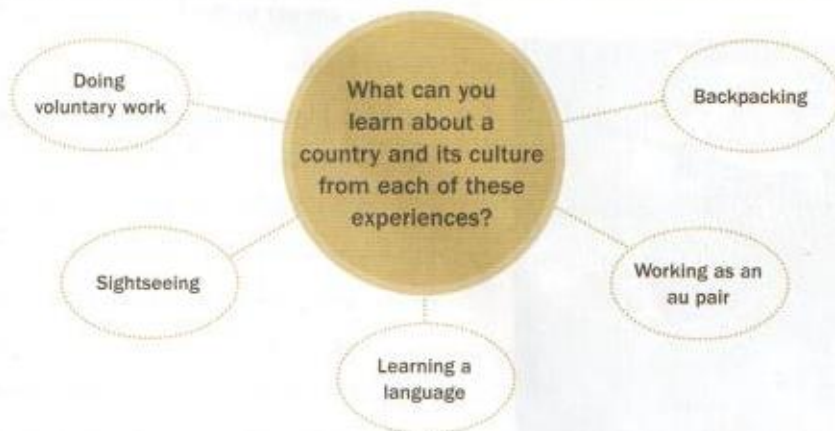 What can you
learn about a
country and its culture
from each of these
experiences?
Doing
voluntary work
Backpacking
Sightseeing
Working as an
au pair
Learning a
language